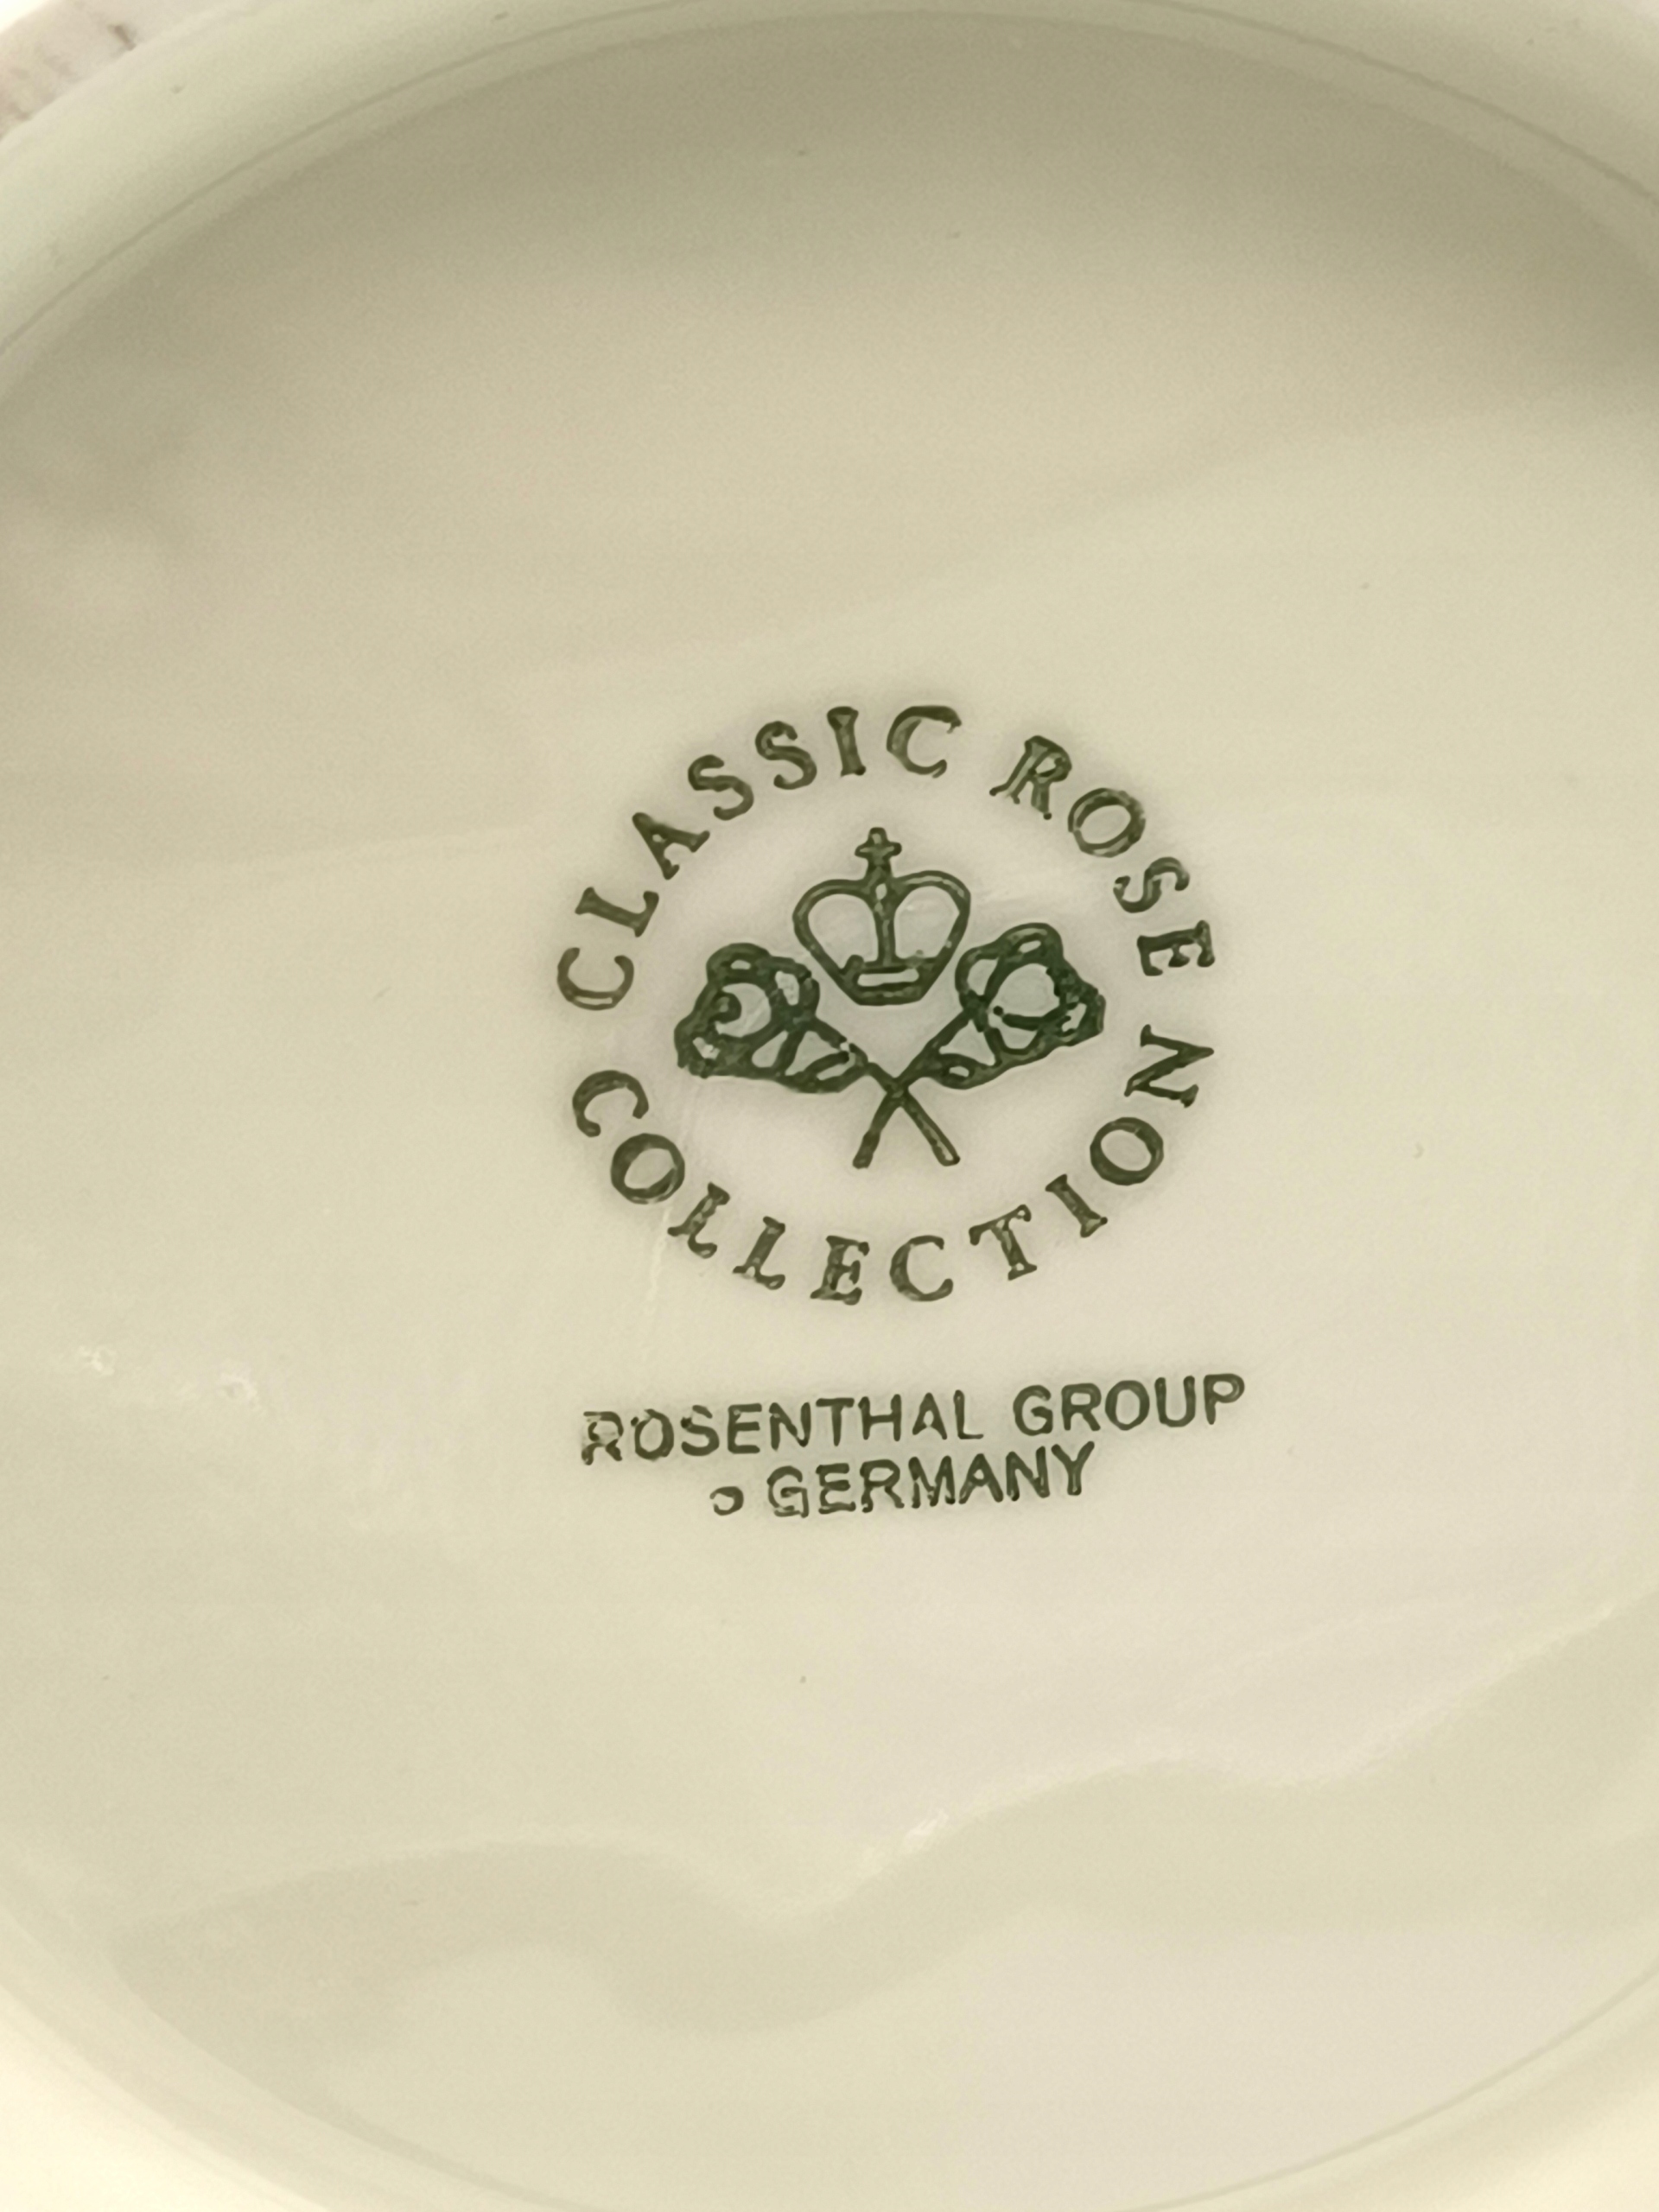 CLASSIC ROSE
COLLECTION
ROSENTHAL GROUP
GERMANY